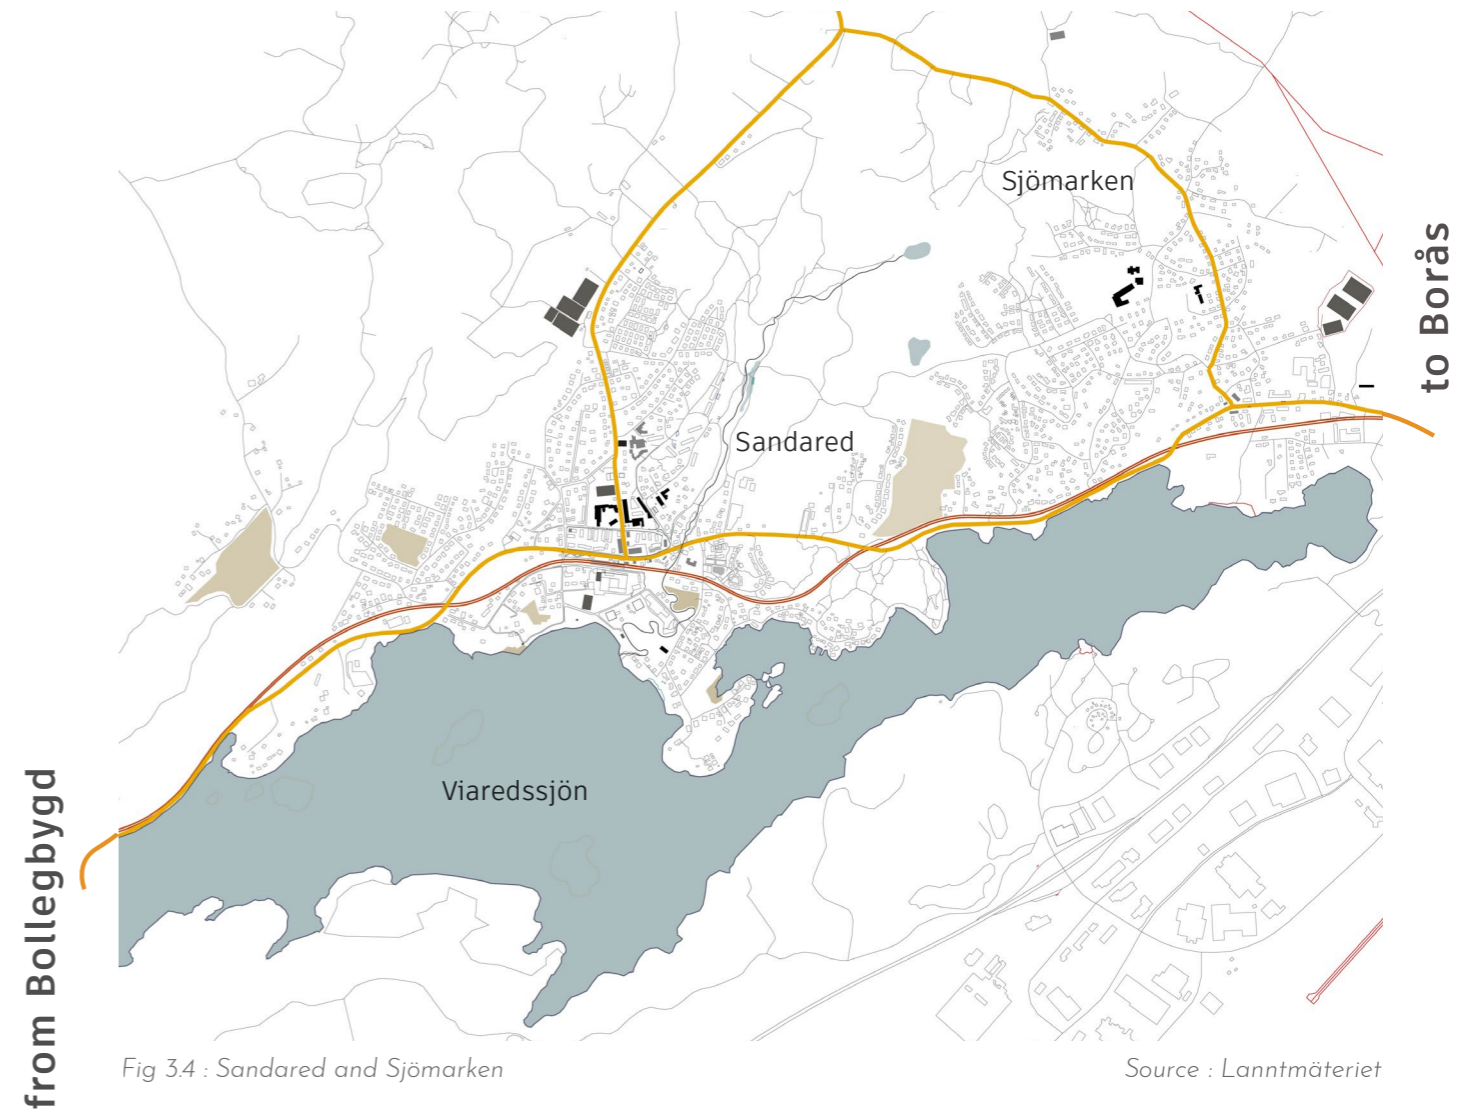 Sjömarken
to Borås
Sandared
Viaredssjön
from Bollegbygd
Fig 3.4 : Sandared and Sjömarken
Source : Lanntmäteriet